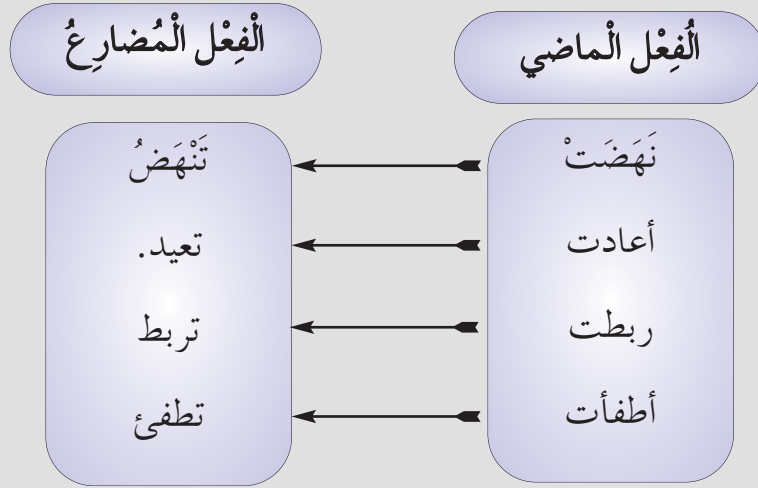 الْفِعْل الْماضي
الْفِعْل الْمُضارِعُ
نَهَضَتْ
تَنْهَضُ
أعادت
تعيد.
ربطت
تربط
أطفأت
تطفئ